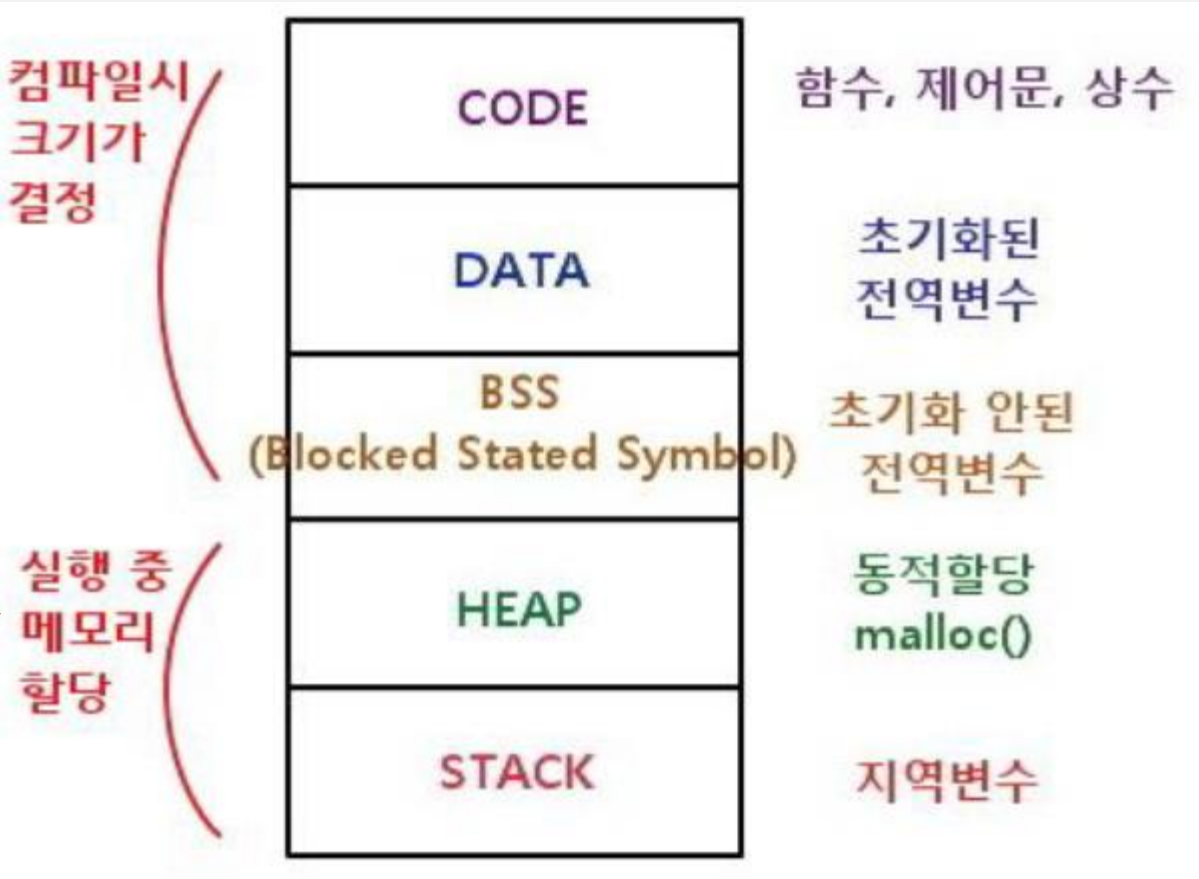 컴파일시
크기가
결정
CODE
함수, 제어문, 상수
DATA
초기화된
전역변수
BSS
(Blocked Stated Symbol)
초기화 안된
전역변수
실행 중
메모리
할당
HEAP
동적할당
malloc()
STACK
지역변수